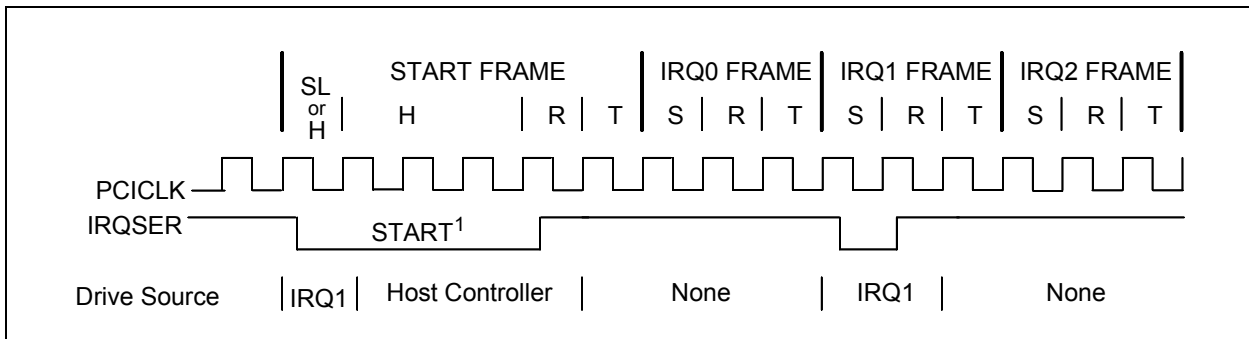 START FRAME IRQ0 FRAME IRQ1 FRAME IRQ2 FRAME
SL
or
H
H R T S R T S R T S R T
PCICLK
IRQSER
START1
Drive Source IRQ1 Host Controller None IRQ1 None